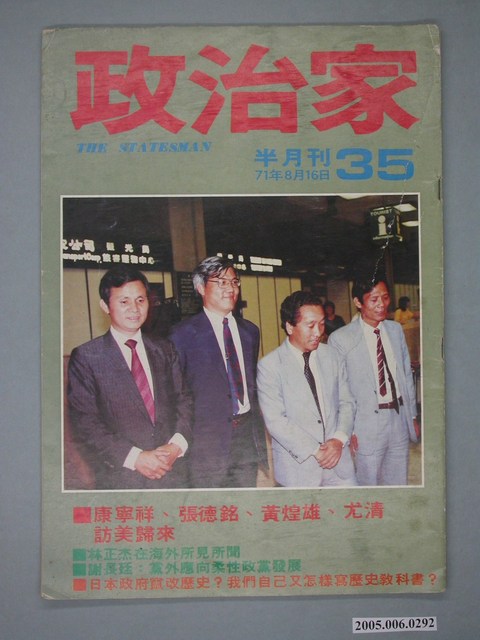 政治家
THE STATESMAN
半月刊 35
71年8月16日
TOURIST
i
■康寧祥、張德銘、黃煌雄、尤清
訪美歸來
■林正杰在海外所見所聞
■謝長廷：黨外應向柔性政黨發展
■日本政府竄改歷史？我們自己又怎樣寫歷史敎科書？
2005.006.0292